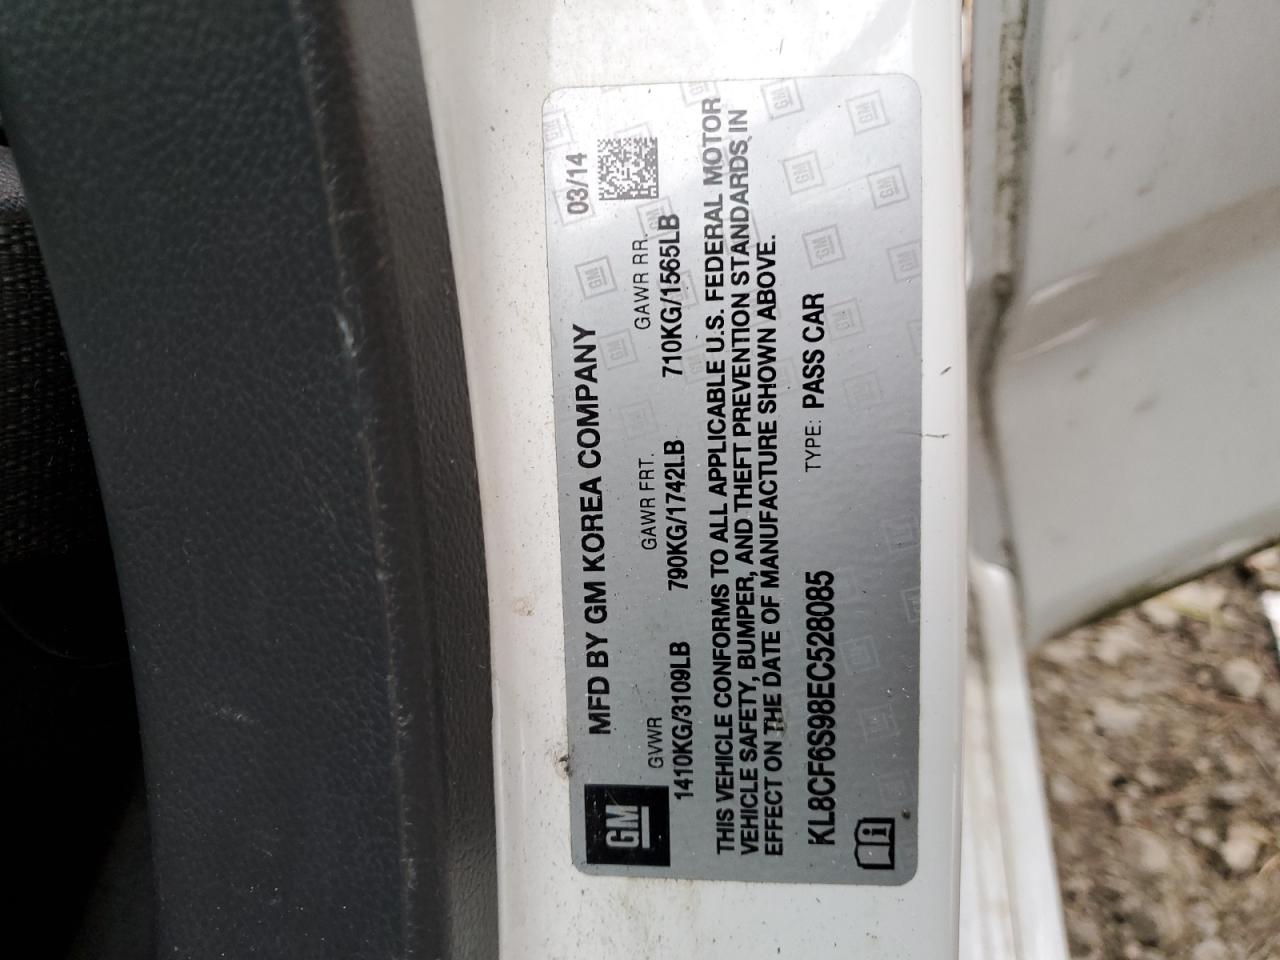 MFD BY GM KOREA COMPANY
03/14
GM
GVWR GAWR FRT. GAWR RR.
1410KG/3109LB 790KG/1742LB 710KG/1565LB
THIS VEHICLE CONFORMS TO ALL APPLICABLE U.S. FEDERAL MOTOR
VEHICLE SAFETY, BUMPER, AND THEFT PREVENTION STANDARDS IN
EFFECT ON THE DATE OF MANUFACTURE SHOWN ABOVE.
KL8CF6S98EC528085 TYPE: PASS CAR